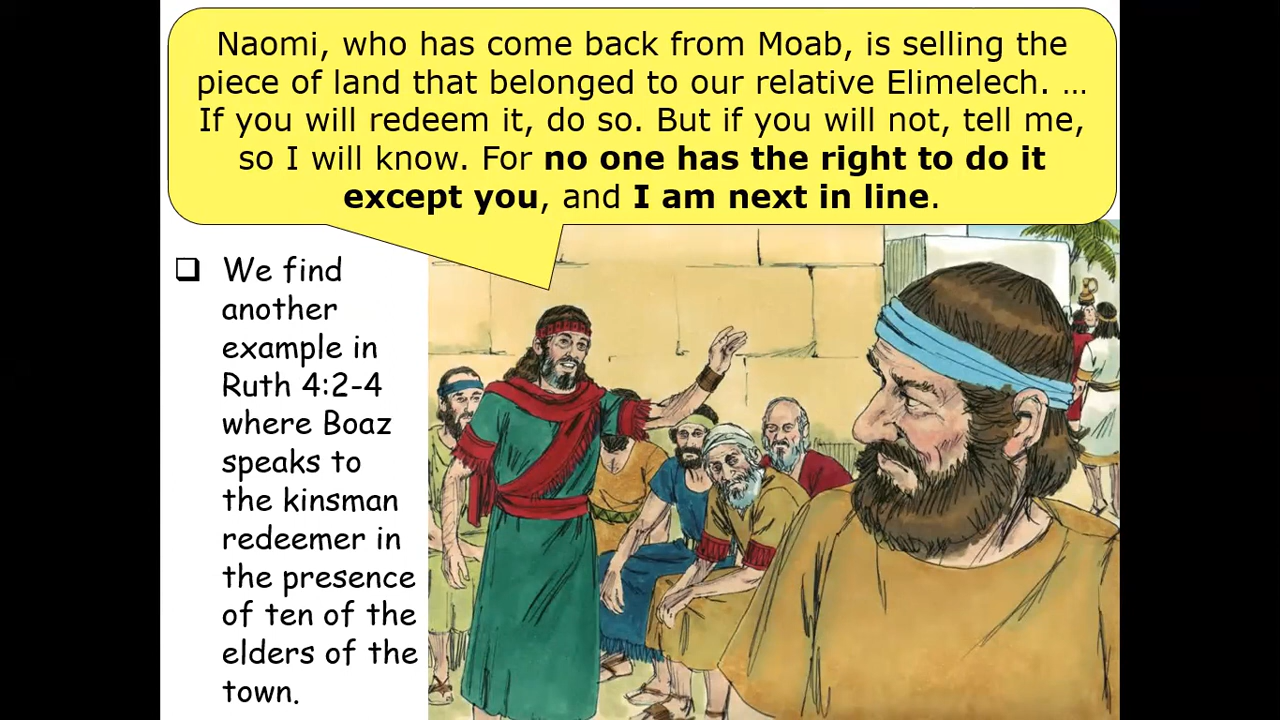 Naomi, who has come back from Moab, is selling the
piece of land that belonged to our relative Elimelech. …
If you will redeem it, do so. But if you will not, tell me,
so I will know. For no one has the right to do it
except you, and I am next in line.
❑ We find
another
example in
Ruth 4:2-4
where Boaz
speaks to
the kinsman
redeemer in
the presence
of ten of the
elders of the
town.